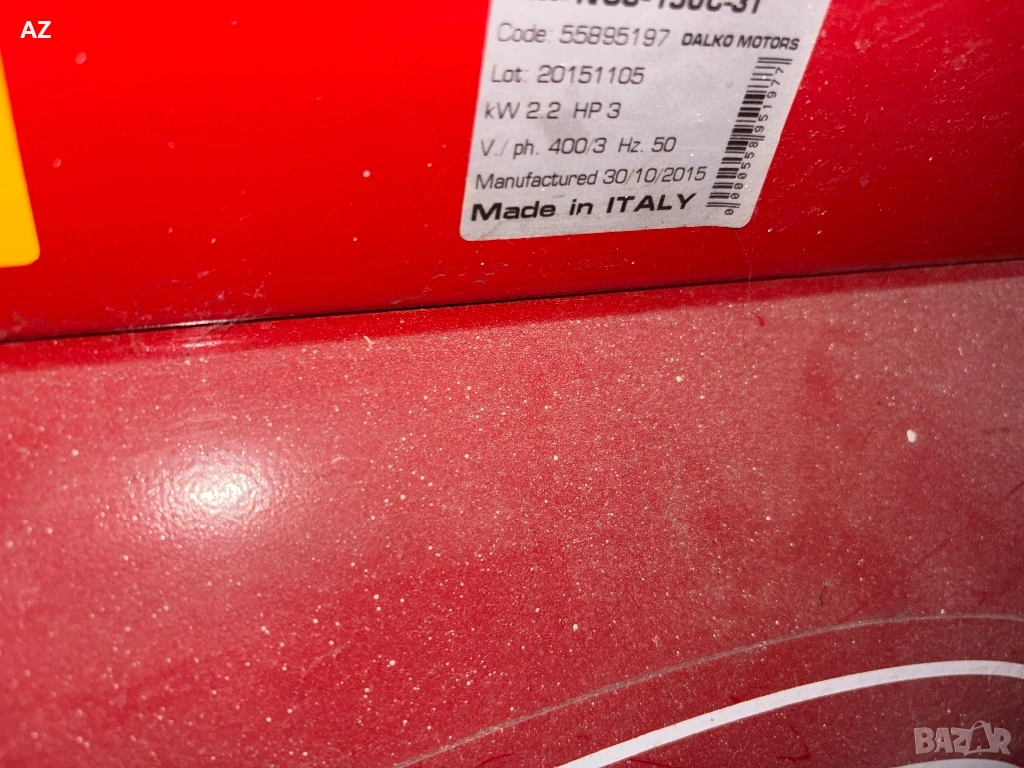 AZ
Code: 55895197 DALKO MOTORS
Lot: 20151105
kW 2.2 HP 3
V./ph. 400/3 Hz. 50
Manufactured 30/10/2015
Made in ITALY
0000558951977
BAZAR